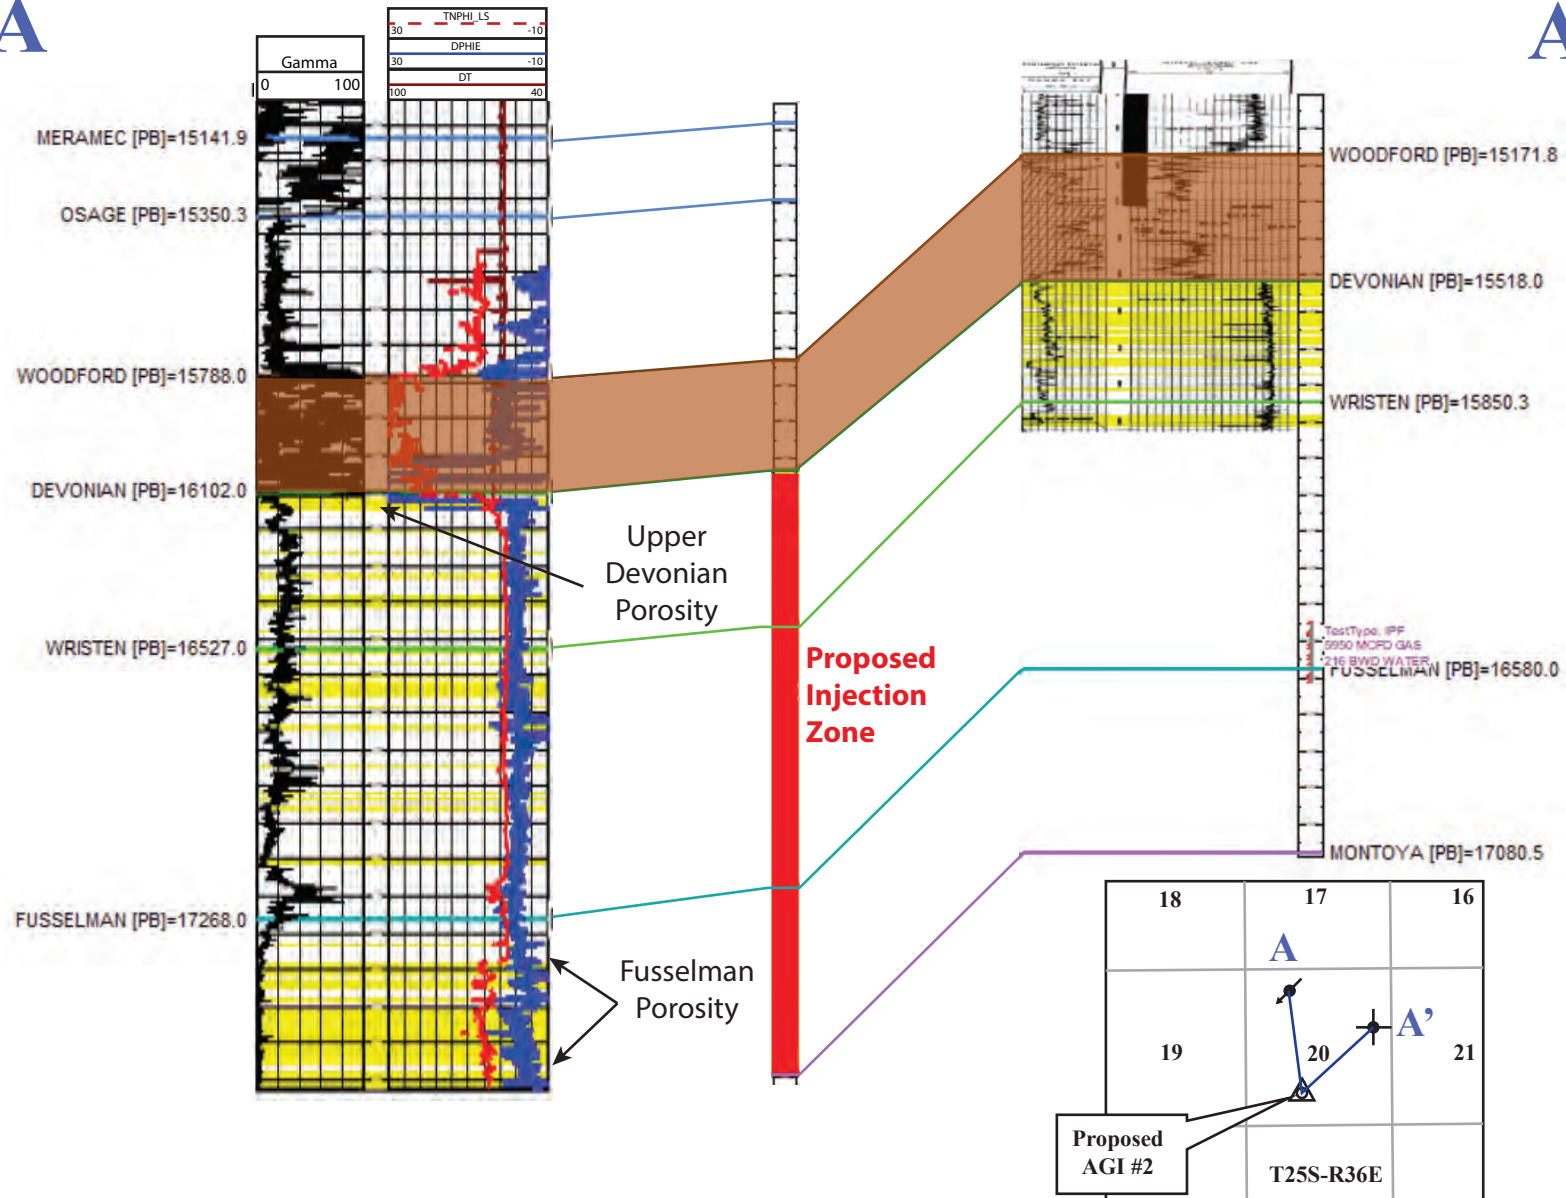 A
A
TNPHI_LS
30 -10
DPHIE
30 -10
DT
100 40
Gamma
0 100
MERAMEC [PB]=15141.9
OSAGE [PB]=15350.3
WOODFORD [PB]=15788.0
DEVONIAN [PB]=16102.0
WRISTEN [PB]=16527.0
FUSSELMAN [PB]=17268.0
Upper
Devonian
Porosity
Fusselman
Porosity
Proposed
Injection
Zone
WOODFORD [PB]=15171.8
DEVONIAN [PB]=15518.0
WRISTEN [PB]=15850.3
TestType, IPF
5950 MCFD GAS
216 BWD WATER
FUSSELMAN [PB]=16580.0
MONTOYA [PB]=17080.5
18 17 16
A
A'
19 20 21
Proposed
AGI #2
T25S-R36E